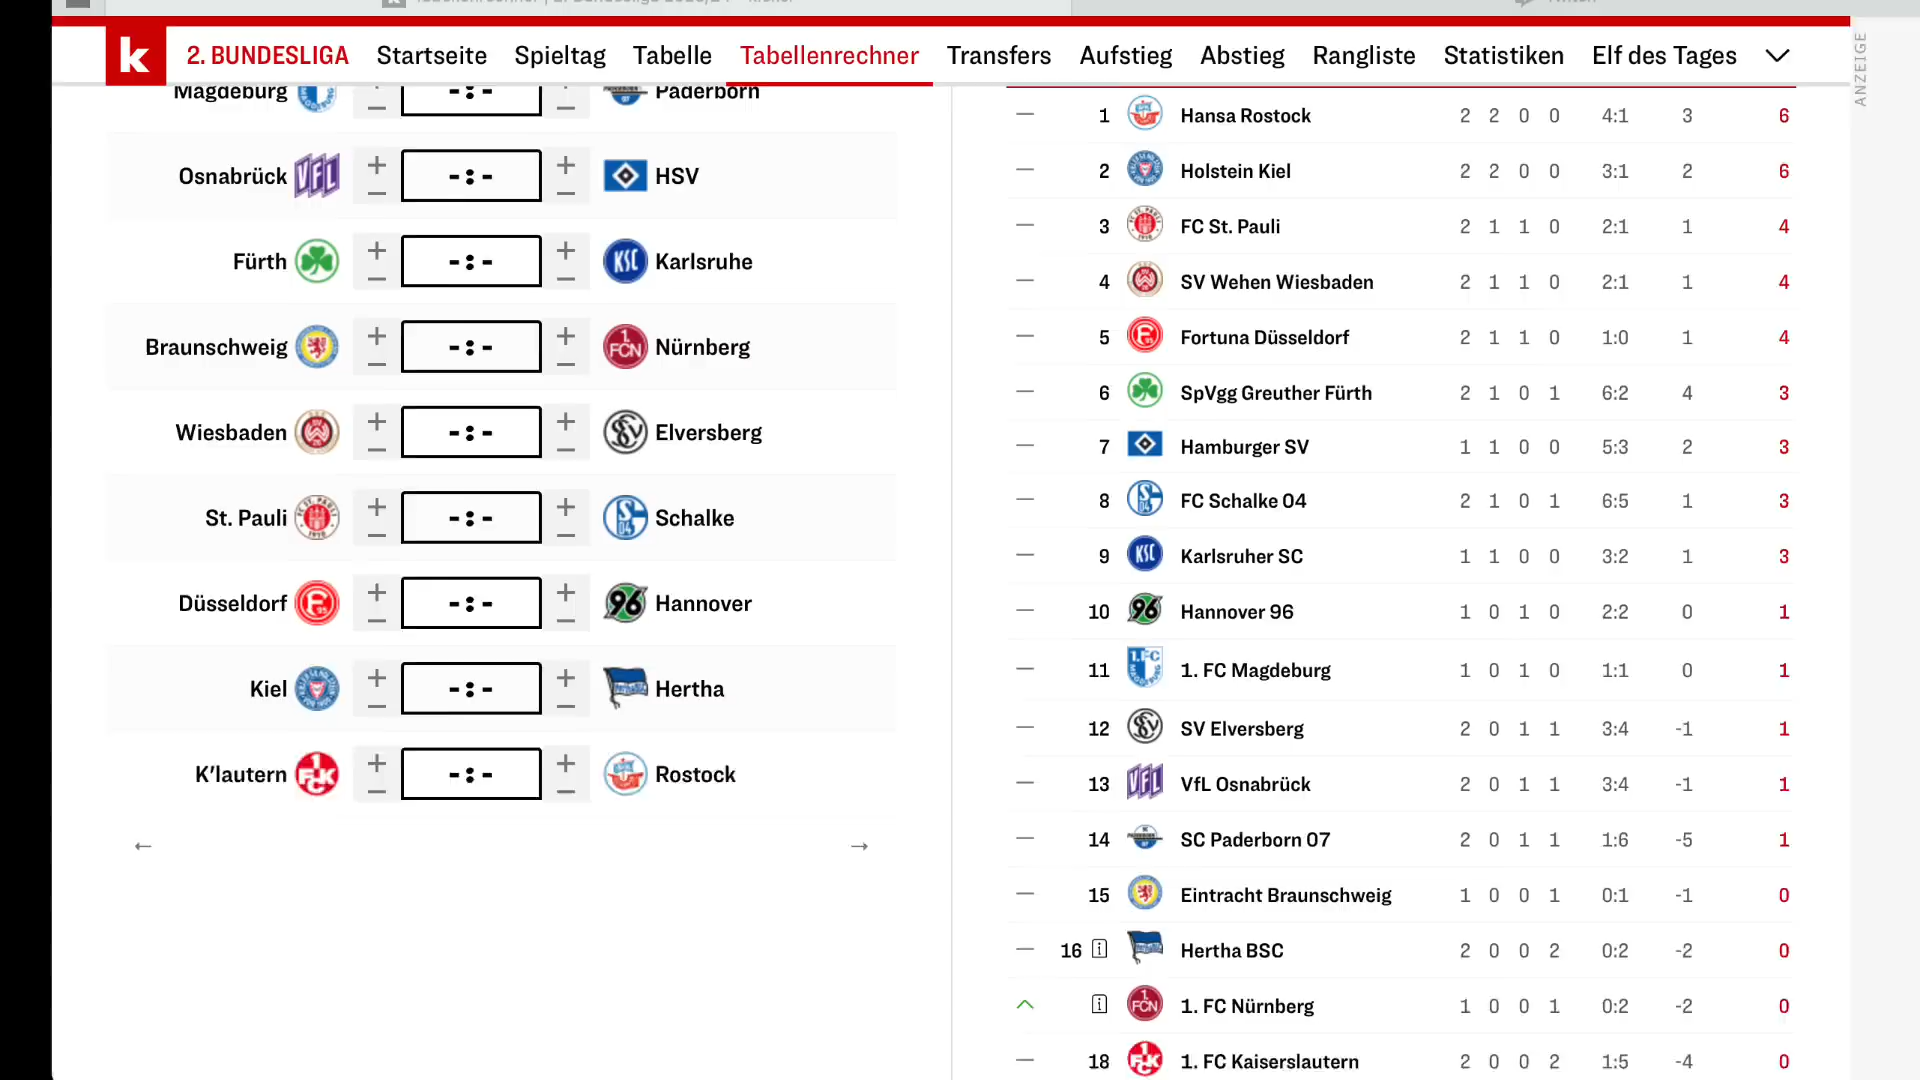 2. BUNDESLIGA Startseite Spieltag Tabelle Tabellenrechner Transfers Aufstieg Abstieg Rangliste Statistiken Elf des Tages
ANZEIGE
Magdeburg -:- Paderborn
Osnabrück + − -:- + − HSV
Fürth + − -:- + − Karlsruhe
Braunschweig + − -:- + − Nürnberg
Wiesbaden + − -:- + − Elversberg
St. Pauli + − -:- + − Schalke
Düsseldorf + − -:- + − Hannover
Kiel + − -:- + − Hertha
K'lautern + − -:- + − Rostock
← →
— 1 Hansa Rostock 2 2 0 0 4:1 3 6
— 2 Holstein Kiel 2 2 0 0 3:1 2 6
— 3 FC St. Pauli 2 1 1 0 2:1 1 4
— 4 SV Wehen Wiesbaden 2 1 1 0 2:1 1 4
— 5 Fortuna Düsseldorf 2 1 1 0 1:0 1 4
— 6 SpVgg Greuther Fürth 2 1 0 1 6:2 4 3
— 7 Hamburger SV 1 1 0 0 5:3 2 3
— 8 FC Schalke 04 2 1 0 1 6:5 1 3
— 9 Karlsruher SC 1 1 0 0 3:2 1 3
— 10 Hannover 96 1 0 1 0 2:2 0 1
— 11 1. FC Magdeburg 1 0 1 0 1:1 0 1
— 12 SV Elversberg 2 0 1 1 3:4 -1 1
— 13 VfL Osnabrück 2 0 1 1 3:4 -1 1
— 14 SC Paderborn 07 2 0 1 1 1:6 -5 1
— 15 Eintracht Braunschweig 1 0 0 1 0:1 -1 0
— 16 i Hertha BSC 2 0 0 2 0:2 -2 0
i 1. FC Nürnberg 1 0 0 1 0:2 -2 0
— 18 1. FC Kaiserslautern 2 0 0 2 1:5 -4 0